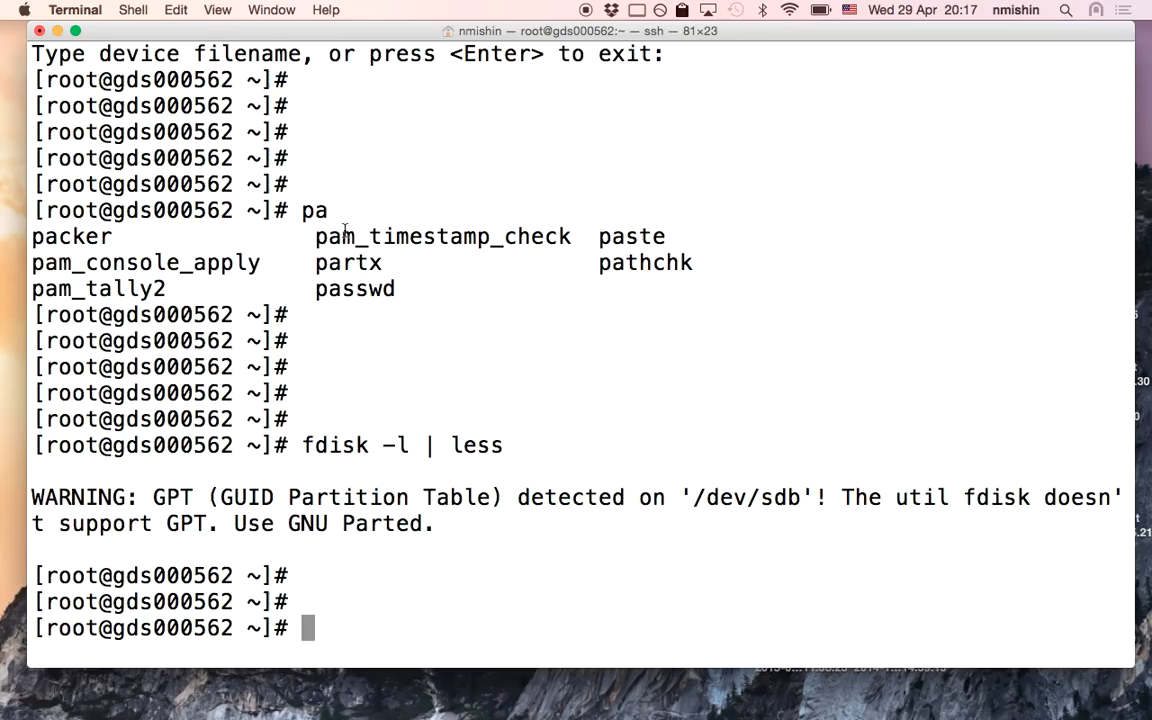 Terminal Shell Edit View Window Help Wed 29 Apr 20:17 nmishin
nmishin — root@gds000562:~ — ssh — 81×23
Type device filename, or press <Enter> to exit:
[root@gds000562 ~]#
[root@gds000562 ~]#
[root@gds000562 ~]#
[root@gds000562 ~]#
[root@gds000562 ~]#
[root@gds000562 ~]# pa
packer pam_timestamp_check paste
pam_console_apply partx pathchk
pam_tally2 passwd
[root@gds000562 ~]#
[root@gds000562 ~]#
[root@gds000562 ~]#
[root@gds000562 ~]#
[root@gds000562 ~]#
[root@gds000562 ~]# fdisk -l | less
WARNING: GPT (GUID Partition Table) detected on '/dev/sdb'! The util fdisk doesn'
t support GPT. Use GNU Parted.
[root@gds000562 ~]#
[root@gds000562 ~]#
[root@gds000562 ~]#